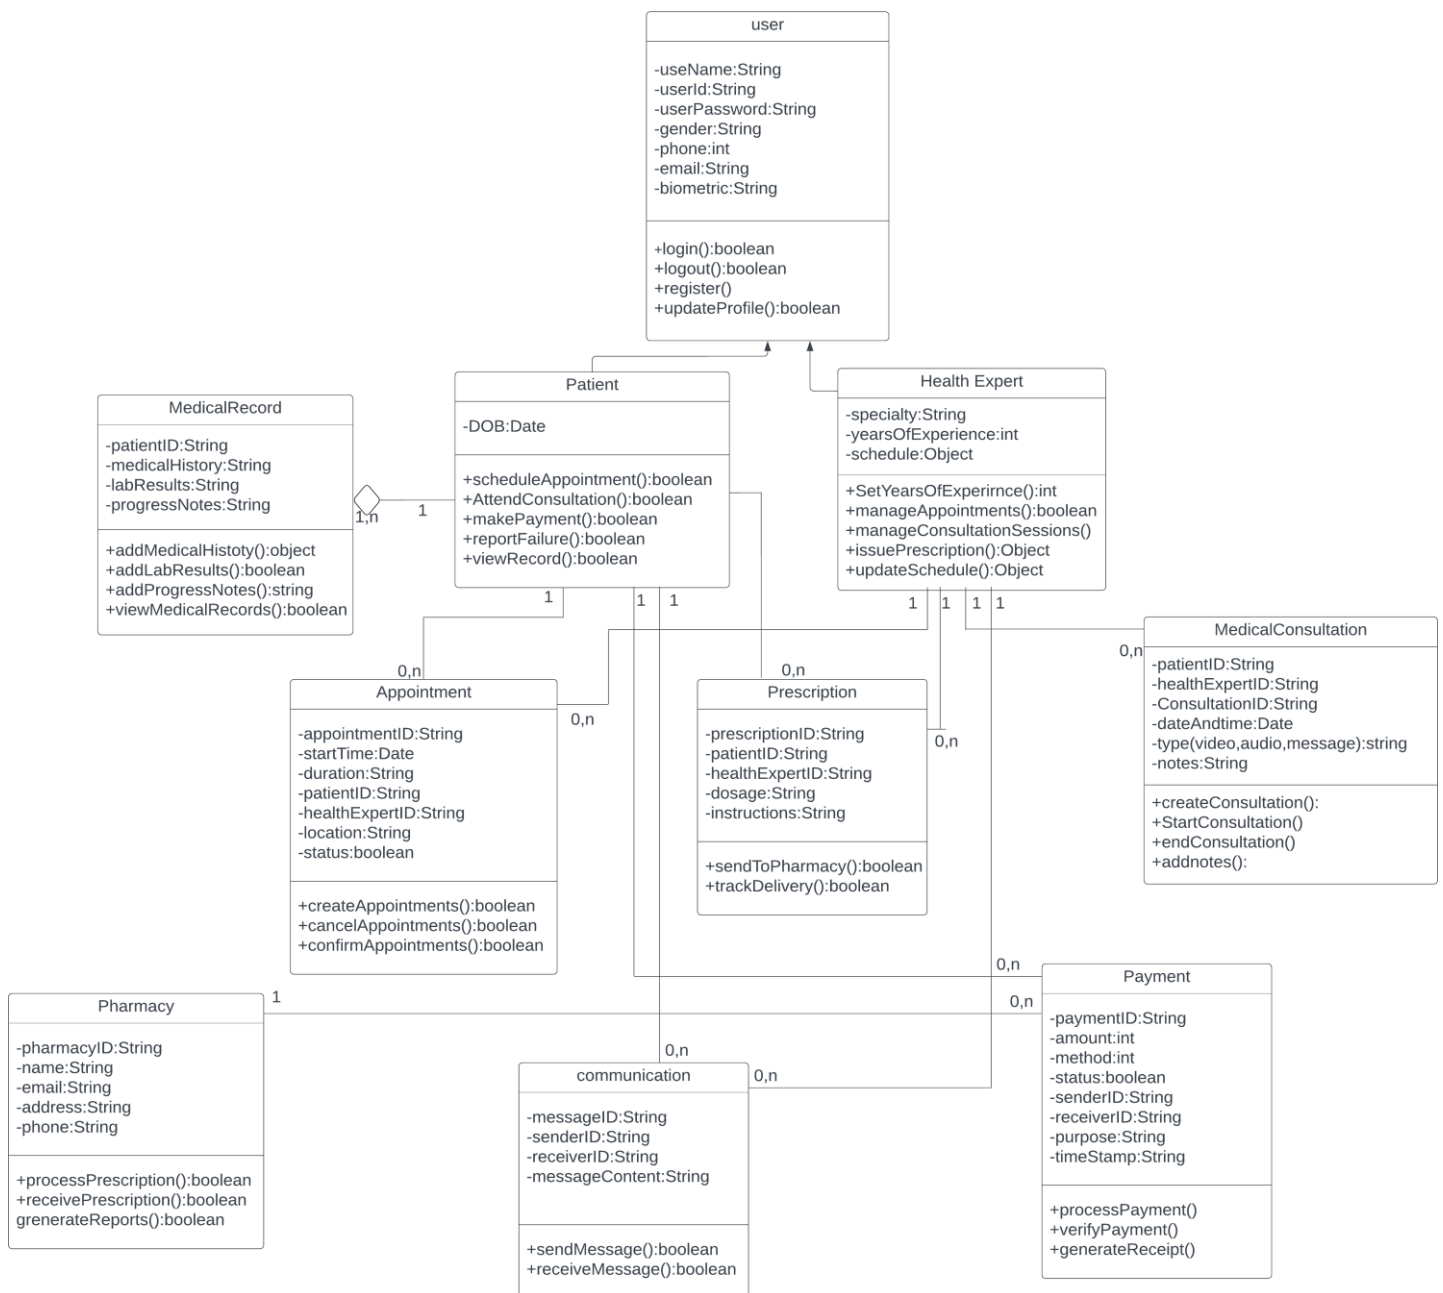 user
-useName:String
-userId:String
-userPassword:String
-gender:String
-phone:int
-email:String
-biometric:String
+login():boolean
+logout():boolean
+register()
+updateProfile():boolean
Patient
-DOB:Date
+scheduleAppointment():boolean
+AttendConsultation():boolean
+makePayment():boolean
+reportFailure():boolean
+viewRecord():boolean
Health Expert
-specialty:String
-yearsOfExperience:int
-schedule:Object
+SetYearsOfExperirnce():int
+manageAppointments():boolean
+manageConsultationSessions()
+issuePrescription():Object
+updateSchedule():Object
MedicalRecord
-patientID:String
-medicalHistory:String
-labResults:String
-progressNotes:String
+addMedicalHistoty():object
+addLabResults():boolean
+addProgressNotes():string
+viewMedicalRecords():boolean
1,n
1
1
1
1
1
1
1
1
0,n
0,n
0,n
0,n
0,n
Appointment
-appointmentID:String
-startTime:Date
-duration:String
-patientID:String
-healthExpertID:String
-location:String
-status:boolean
+createAppointments():boolean
+cancelAppointments():boolean
+confirmAppointments():boolean
Prescription
-prescriptionID:String
-patientID:String
-healthExpertID:String
-dosage:String
-instructions:String
+sendToPharmacy():boolean
+trackDelivery():boolean
MedicalConsultation
-patientID:String
-healthExpertID:String
-ConsultationID:String
-dateAndtime:Date
-type(video,audio,message):string
-notes:String
+createConsultation():
+StartConsultation()
+endConsultation()
+addnotes():
Pharmacy
-pharmacyID:String
-name:String
-email:String
-address:String
-phone:String
+processPrescription():boolean
+receivePrescription():boolean
grenerateReports():boolean
1
0,n
0,n
0,n
0,n
communication
-messageID:String
-senderID:String
-receiverID:String
-messageContent:String
+sendMessage():boolean
+receiveMessage():boolean
Payment
-paymentID:String
-amount:int
-method:int
-status:boolean
-senderID:String
-receiverID:String
-purpose:String
-timeStamp:String
+processPayment()
+verifyPayment()
+generateReceipt()